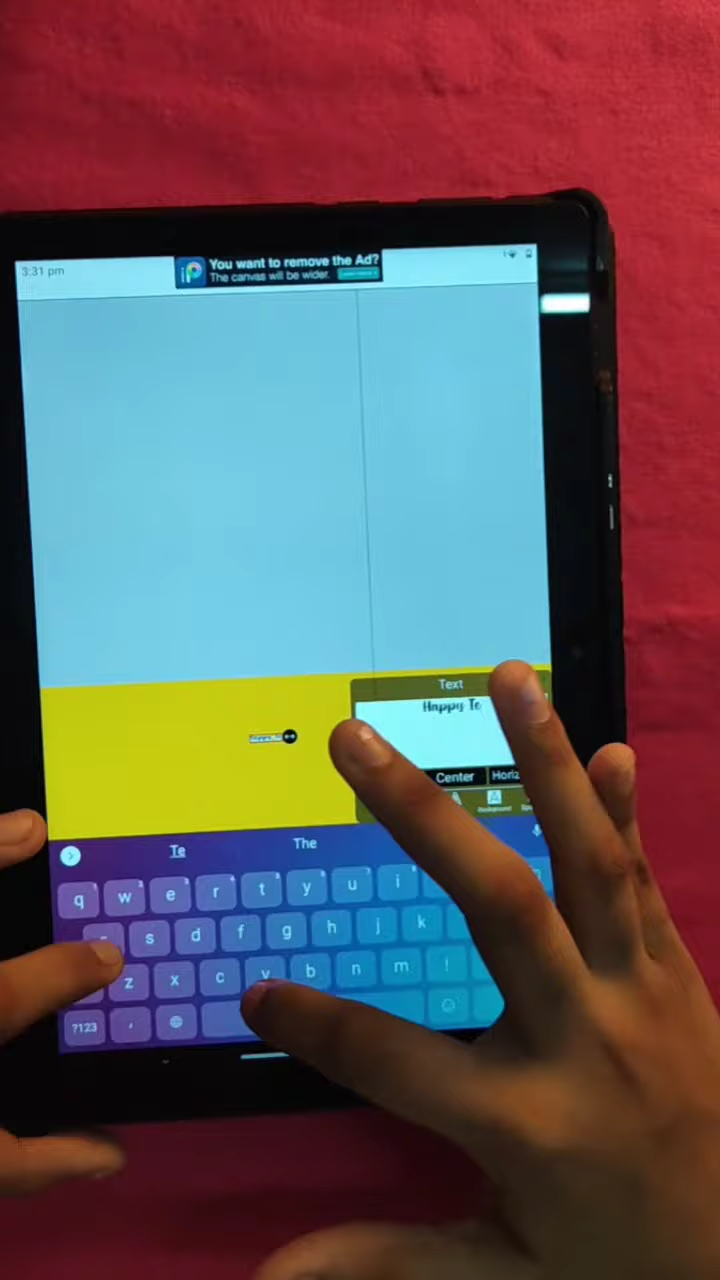 3:31 pm
You want to remove the Ad?
The canvas will be wider.
Text
Happy Te
Center
Horiz
Background
Te
The
q w e r t y u i
s d f g h j k
z x c v b n m !
?123 ,